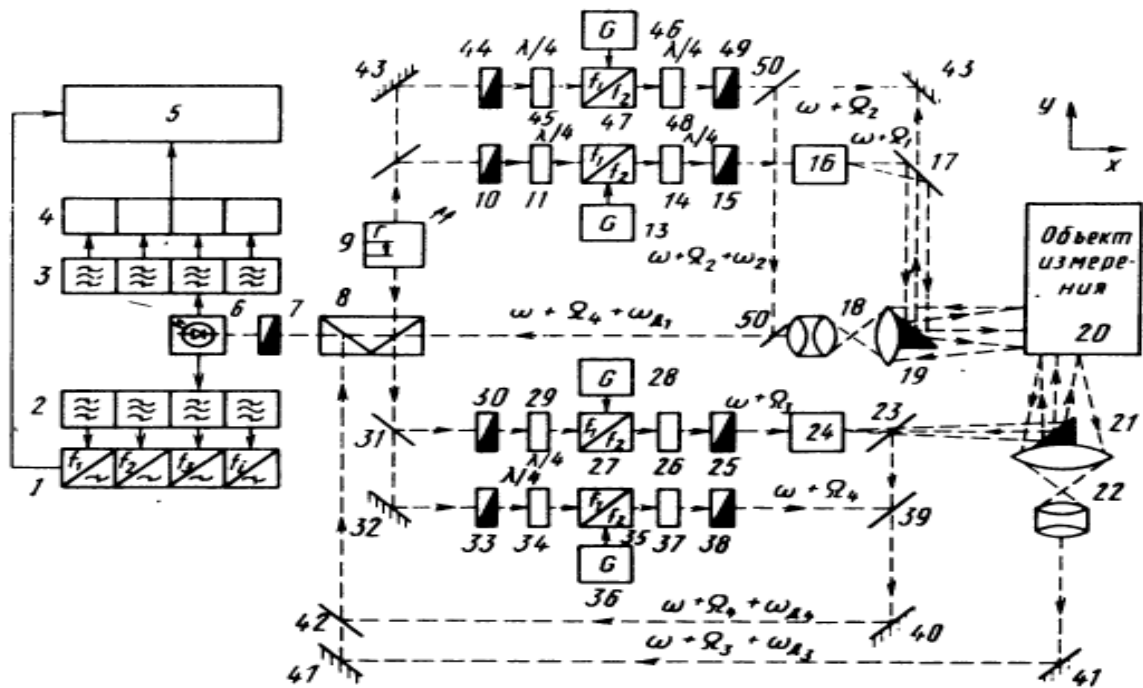 G 46
44 λ/4 λ/4 49
43 50 43
f₁ f₂
ω + Ω₂ y
45 47 48
5 λ/4 λ/4
ω + Ω₁
f₁ f₂ 16 17 x
10 11 14 15
4 9 r G 13
Объект
измере-
ния
3
ω + Ω₂ + ω₂
6 7 8 18
ω + Ω₄ + ωд₁ 50 20
19
G 28
2 30 29 ω + Ω₃ 23 21
31 f₁ f₂ 24
1 f₁ f₂ f₃ fᵢ
λ/4 27 26 25
λ/4 22
32 f₁ f₂ ω + Ω₄
33 34 35 37 38 39
G
36
42 ω + Ω₄ + ωд₄ 40
41 ω + Ω₃ + ωд₃ 41